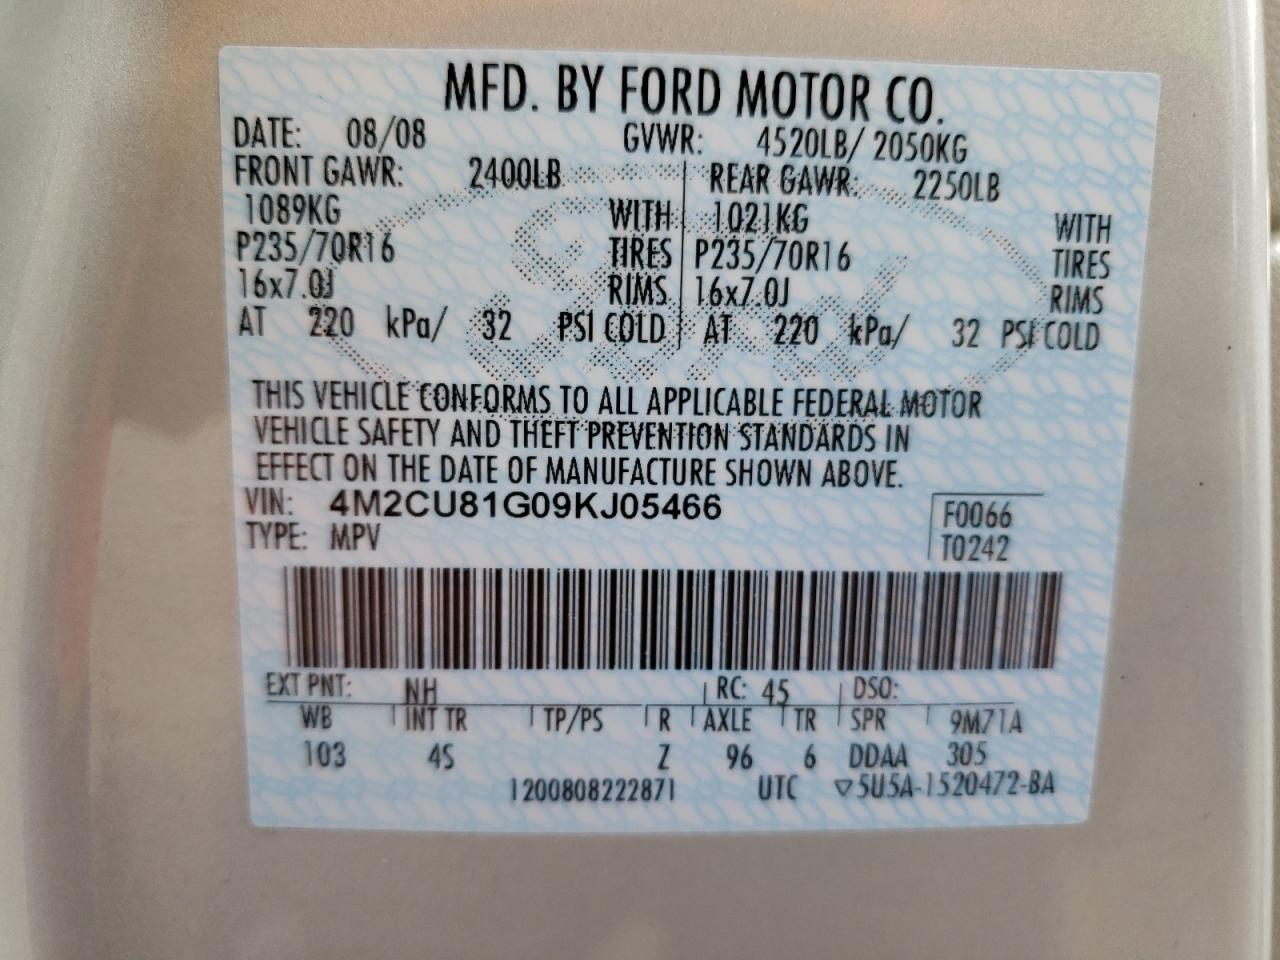 MFD. BY FORD MOTOR CO.
DATE: 08/08 GVWR: 4520LB/ 2050KG
FRONT GAWR: 2400LB REAR GAWR: 2250LB
1089KG WITH 1021KG WITH
P235/70R16 TIRES P235/70R16 TIRES
16x7.0J RIMS 16x7.0J RIMS
AT 220 kPa/ 32 PSI COLD AT 220 kPa/ 32 PSI COLD
THIS VEHICLE CONFORMS TO ALL APPLICABLE FEDERAL MOTOR
VEHICLE SAFETY AND THEFT PREVENTION STANDARDS IN
EFFECT ON THE DATE OF MANUFACTURE SHOWN ABOVE.
VIN: 4M2CU81G09KJ05466 F0066
TYPE: MPV T0242
EXT PNT: NH RC: 45 DSO:
WB INT TR TP/PS R AXLE TR SPR 9M71A
103 4S Z 96 6 DDAA 305
1200808222871 UTC ▽5U5A-1520472-BA